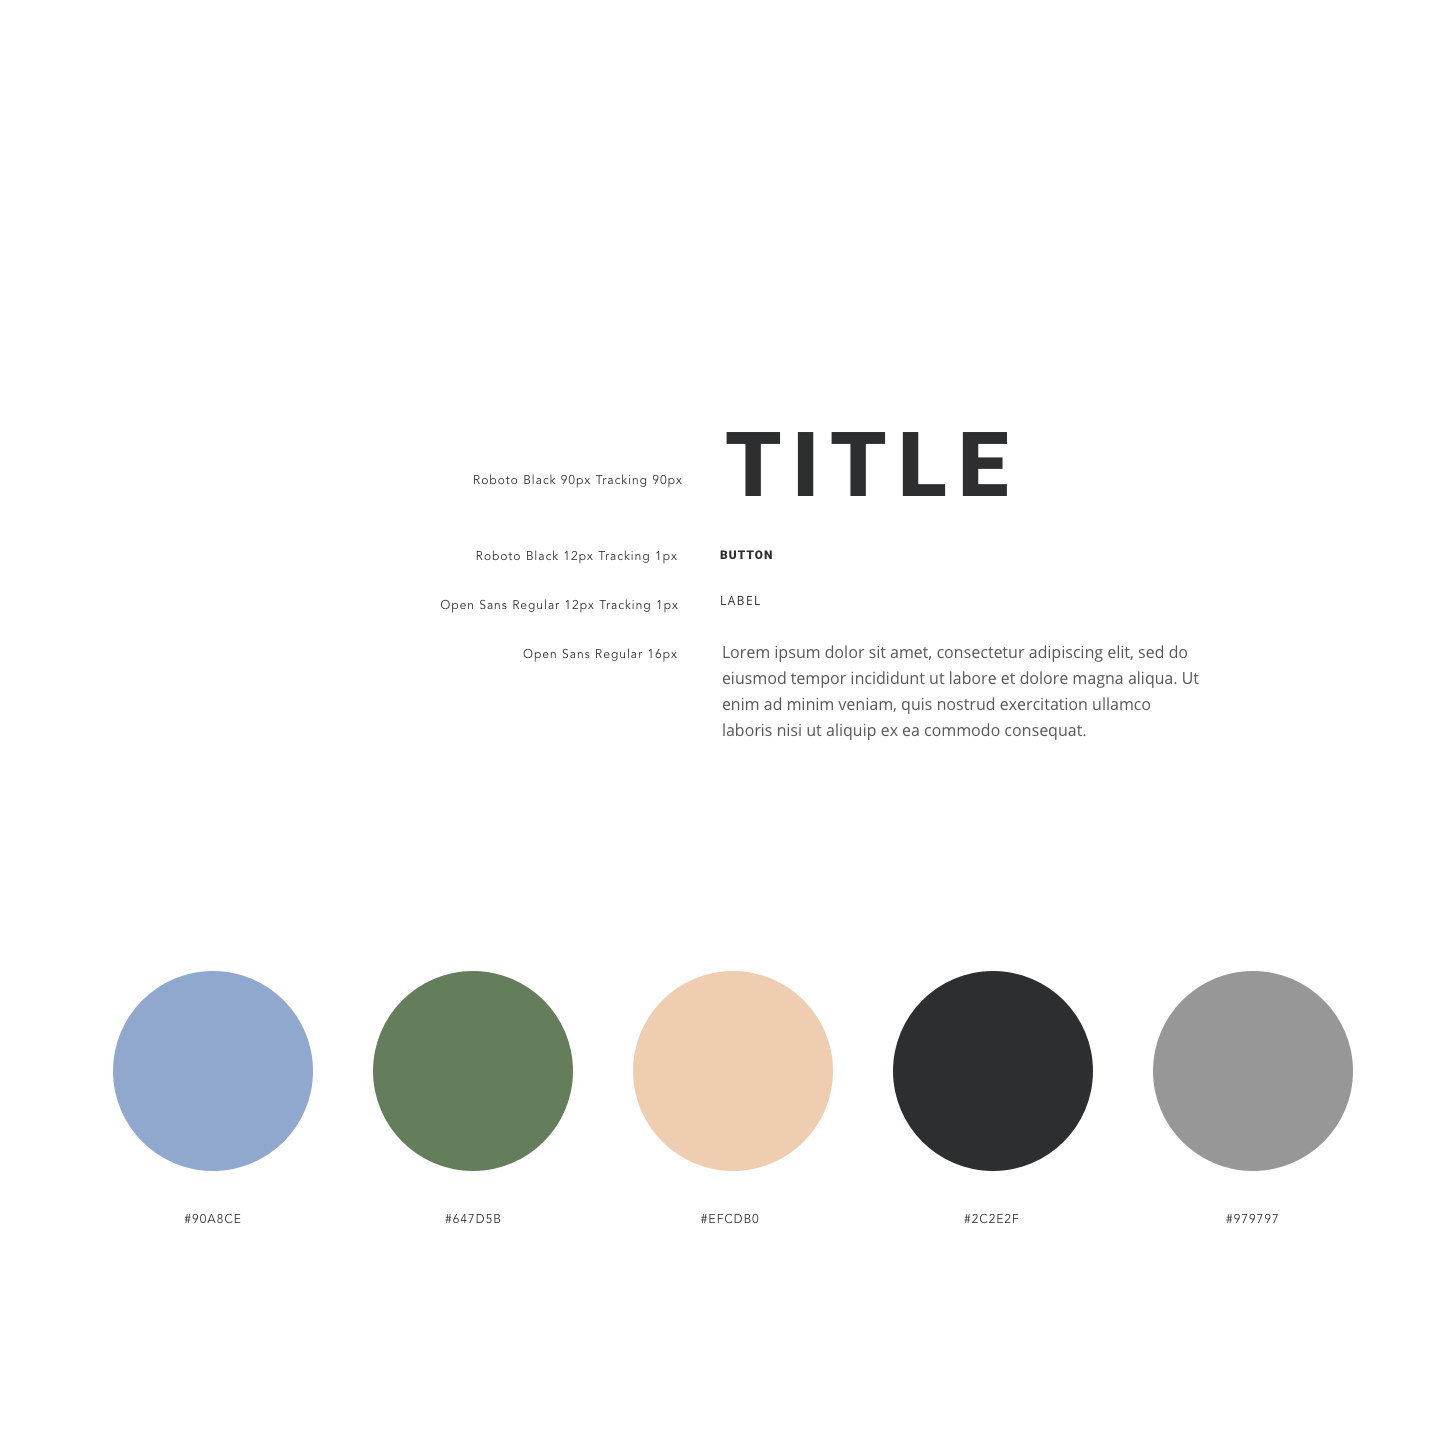 TITLE
Roboto Black 90px Tracking 90px
Roboto Black 12px Tracking 1px
BUTTON
Open Sans Regular 12px Tracking 1px
LABEL
Open Sans Regular 16px
Lorem ipsum dolor sit amet, consectetur adipiscing elit, sed do
eiusmod tempor incididunt ut labore et dolore magna aliqua. Ut
enim ad minim veniam, quis nostrud exercitation ullamco
laboris nisi ut aliquip ex ea commodo consequat.
#90A8CE
#647D5B
#EFCDB0
#2C2E2F
#979797